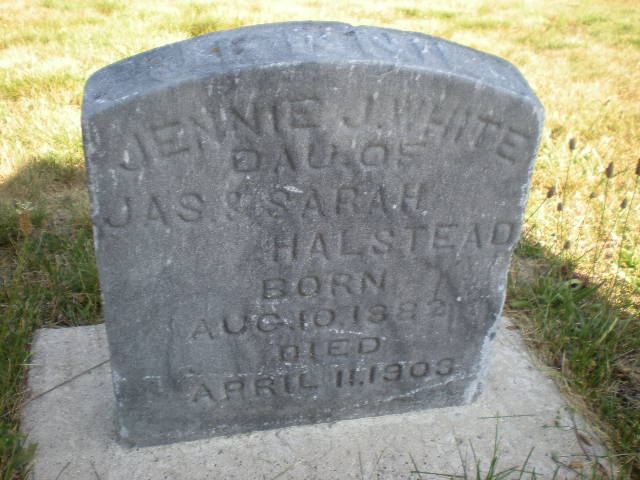 JENNIE J. WHITE
DAU. OF
JAS. & SARAH
HALSTEAD
BORN
AUG. 10, 1882
DIED
APRIL 11, 1903